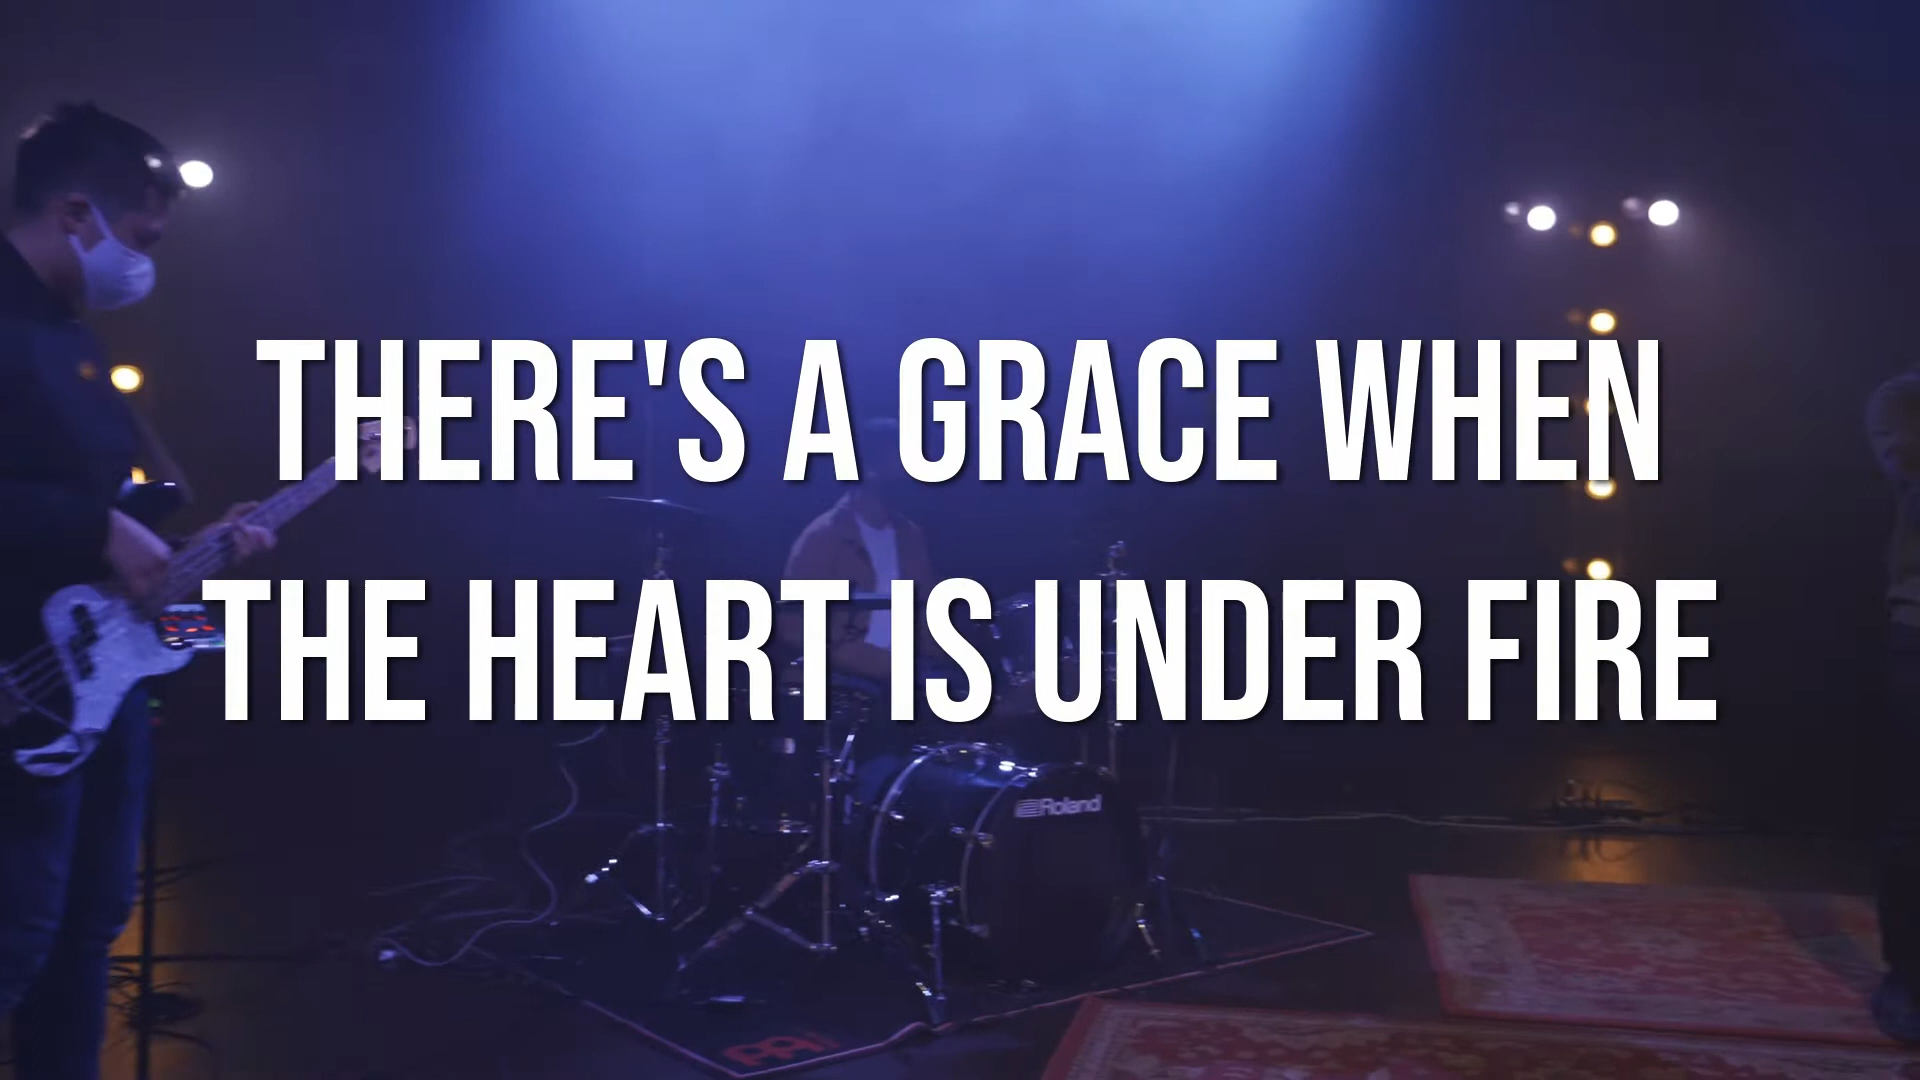 THERE'S A GRACE WHEN
THE HEART IS UNDER FIRE
Roland